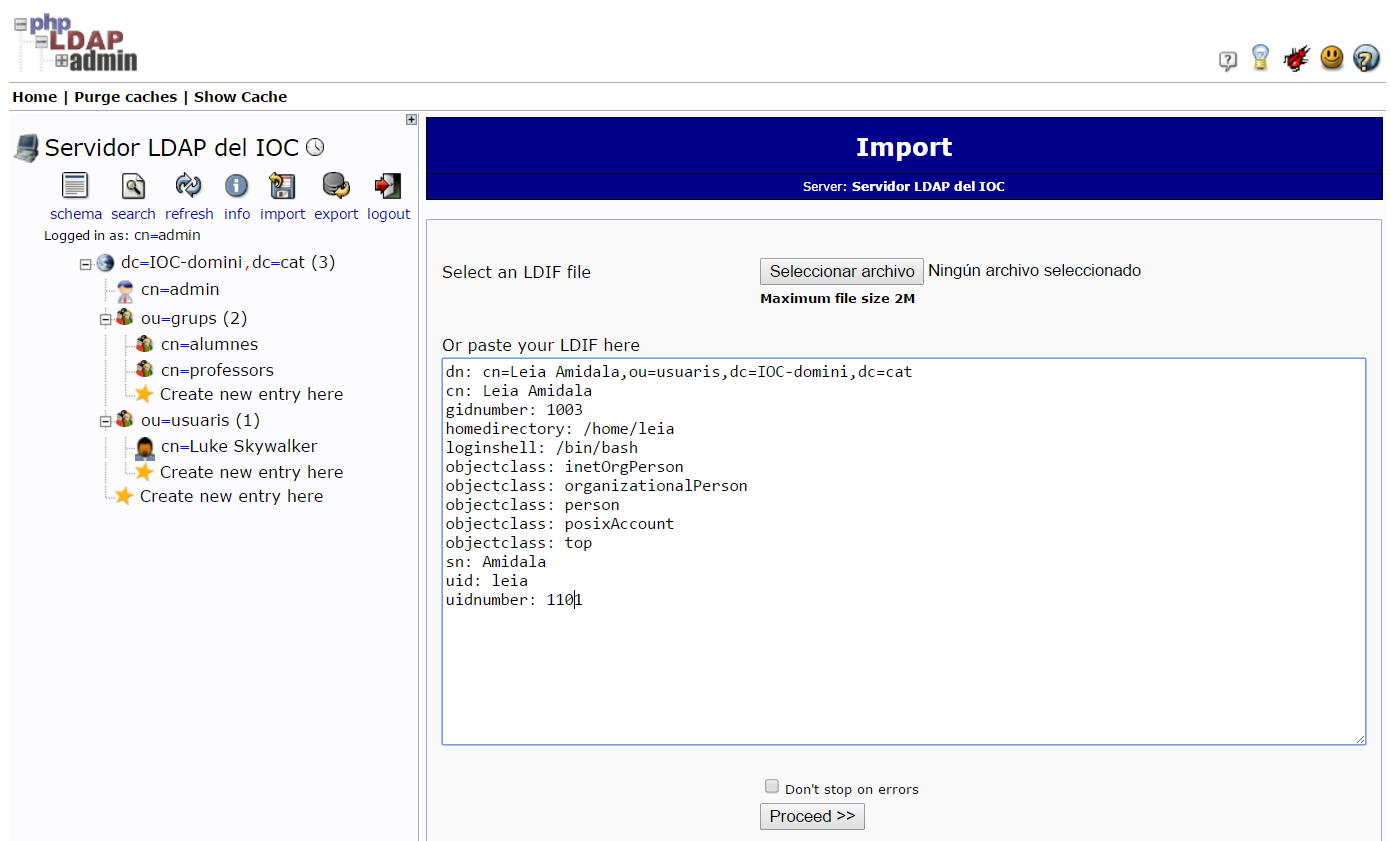 php
LDAP
admin
Home | Purge caches | Show Cache
Servidor LDAP del IOC
schema search refresh info import export logout
Logged in as: cn=admin
dc=IOC-domini,dc=cat (3)
cn=admin
ou=grups (2)
cn=alumnes
cn=professors
Create new entry here
ou=usuaris (1)
cn=Luke Skywalker
Create new entry here
Create new entry here
Import
Server: Servidor LDAP del IOC
Select an LDIF file
Seleccionar archivo Ningún archivo seleccionado
Maximum file size 2M
Or paste your LDIF here
dn: cn=Leia Amidala,ou=usuaris,dc=IOC-domini,dc=cat
cn: Leia Amidala
gidnumber: 1003
homedirectory: /home/leia
loginshell: /bin/bash
objectclass: inetOrgPerson
objectclass: organizationalPerson
objectclass: person
objectclass: posixAccount
objectclass: top
sn: Amidala
uid: leia
uidnumber: 1101
Don't stop on errors
Proceed >>